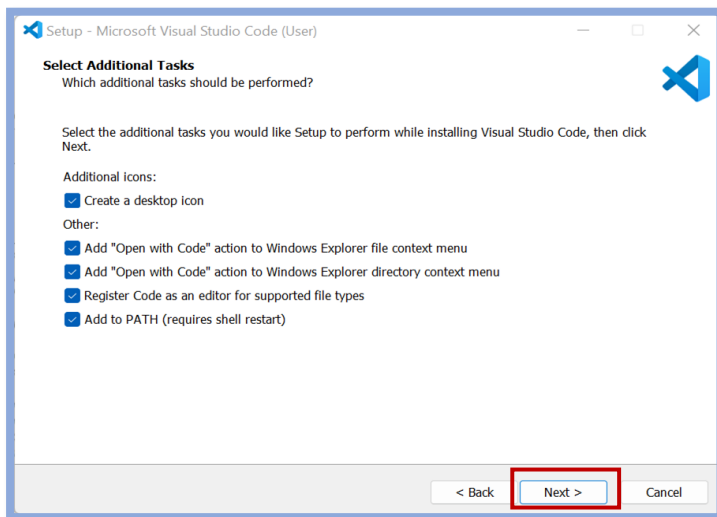 Setup - Microsoft Visual Studio Code (User)
Select Additional Tasks
Which additional tasks should be performed?
Select the additional tasks you would like Setup to perform while installing Visual Studio Code, then click
Next.
Additional icons:
Create a desktop icon
Other:
Add "Open with Code" action to Windows Explorer file context menu
Add "Open with Code" action to Windows Explorer directory context menu
Register Code as an editor for supported file types
Add to PATH (requires shell restart)
< Back Next > Cancel